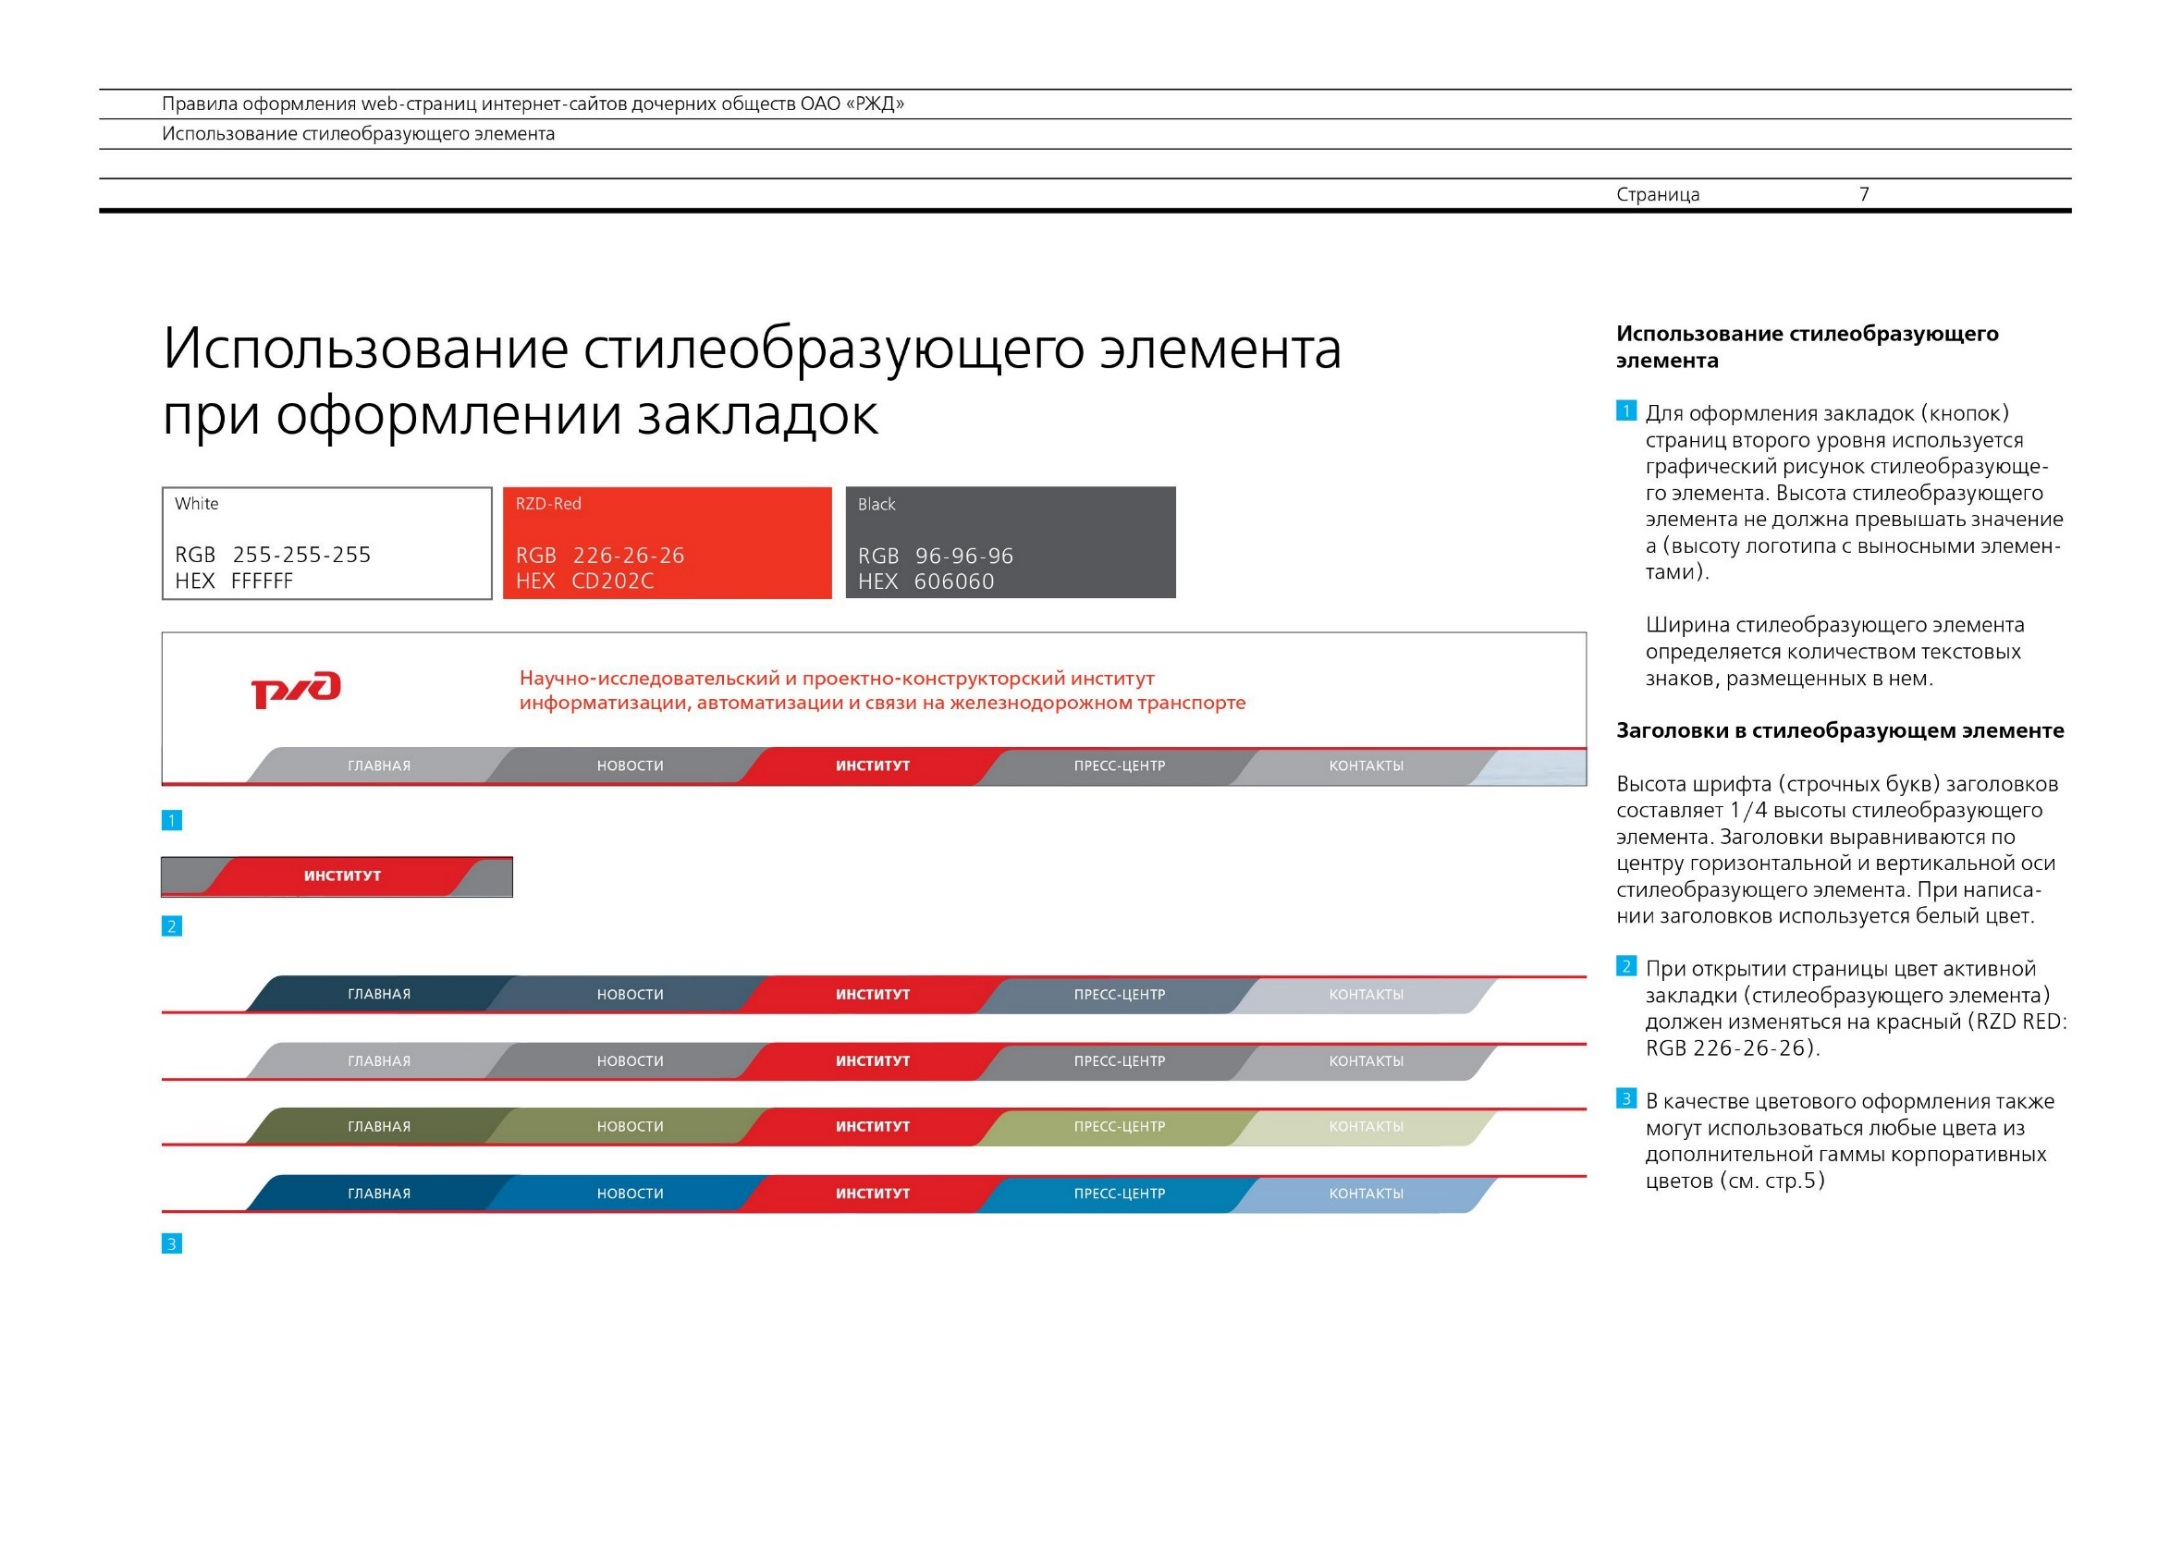 Правила оформления web-страниц интернет-сайтов дочерних обществ ОАО «РЖД»
Использование стилеобразующего элемента
Страница 7
Использование стилеобразующего элемента
при оформлении закладок
White
RGB 255-255-255
HEX FFFFFF
RZD-Red
RGB 226-26-26
HEX CD202C
Black
RGB 96-96-96
HEX 606060
ржд
Научно-исследовательский и проектно-конструкторский институт
информатизации, автоматизации и связи на железнодорожном транспорте
ГЛАВНАЯ НОВОСТИ ИНСТИТУТ ПРЕСС-ЦЕНТР КОНТАКТЫ
1
ИНСТИТУТ
2
ГЛАВНАЯ НОВОСТИ ИНСТИТУТ ПРЕСС-ЦЕНТР КОНТАКТЫ
ГЛАВНАЯ НОВОСТИ ИНСТИТУТ ПРЕСС-ЦЕНТР КОНТАКТЫ
ГЛАВНАЯ НОВОСТИ ИНСТИТУТ ПРЕСС-ЦЕНТР КОНТАКТЫ
ГЛАВНАЯ НОВОСТИ ИНСТИТУТ ПРЕСС-ЦЕНТР КОНТАКТЫ
3
Использование стилеобразующего
элемента
1 Для оформления закладок (кнопок)
страниц второго уровня используется
графический рисунок стилеобразующе-
го элемента. Высота стилеобразующего
элемента не должна превышать значение
а (высоту логотипа с выносными элемен-
тами).
Ширина стилеобразующего элемента
определяется количеством текстовых
знаков, размещенных в нем.
Заголовки в стилеобразующем элементе
Высота шрифта (строчных букв) заголовков
составляет 1/4 высоты стилеобразующего
элемента. Заголовки выравниваются по
центру горизонтальной и вертикальной оси
стилеобразующего элемента. При написа-
нии заголовков используется белый цвет.
2 При открытии страницы цвет активной
закладки (стилеобразующего элемента)
должен изменяться на красный (RZD RED:
RGB 226-26-26).
3 В качестве цветового оформления также
могут использоваться любые цвета из
дополнительной гаммы корпоративных
цветов (см. стр.5)